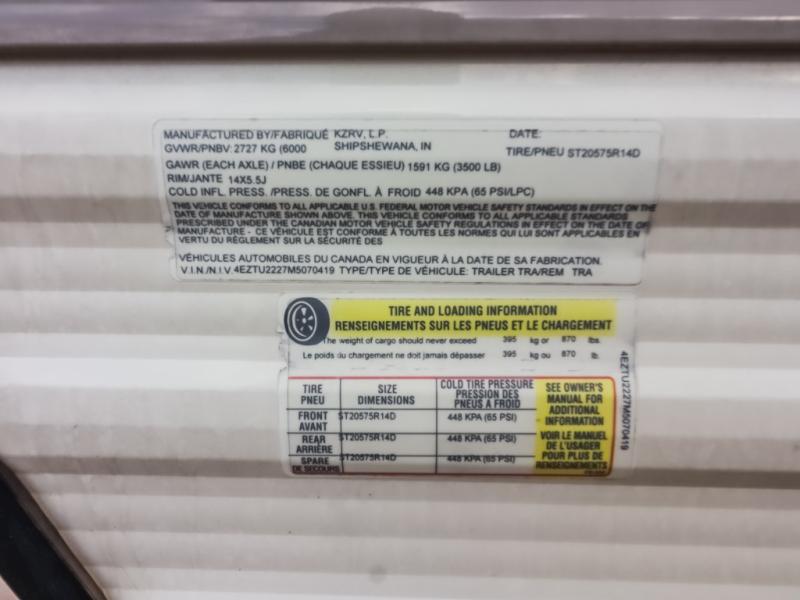 MANUFACTURED BY/FABRIQUÉ KZRV, L.P. DATE:
GVWR/PNBV: 2727 KG (6000 SHIPSHEWANA, IN TIRE/PNEU ST20575R14D
GAWR (EACH AXLE) / PNBE (CHAQUE ESSIEU) 1591 KG (3500 LB)
RIM/JANTE 14X5.5J
COLD INFL. PRESS. /PRESS. DE GONFL. À FROID 448 KPA (65 PSI/LPC)
THIS VEHICLE CONFORMS TO ALL APPLICABLE U.S. FEDERAL MOTOR VEHICLE SAFETY STANDARDS IN EFFECT ON THE
DATE OF MANUFACTURE SHOWN ABOVE. THIS VEHICLE CONFORMS TO ALL APPLICABLE STANDARDS
PRESCRIBED UNDER THE CANADIAN MOTOR VEHICLE SAFETY REGULATIONS IN EFFECT ON THE DATE OF
MANUFACTURE - CE VÉHICULE EST CONFORME À TOUTES LES NORMES QUI LUI SONT APPLICABLES EN
VERTU DU RÈGLEMENT SUR LA SÉCURITÉ DES
VÉHICULES AUTOMOBILES DU CANADA EN VIGUEUR À LA DATE DE SA FABRICATION.
V.I.N./N.I.V. 4EZTU2227M5070419 TYPE/TYPE DE VÉHICULE: TRAILER TRA/REM TRA
TIRE AND LOADING INFORMATION
RENSEIGNEMENTS SUR LES PNEUS ET LE CHARGEMENT
The weight of cargo should never exceed 395 kg or 870 lbs.
Le poids du chargement ne doit jamais dépasser 395 kg ou 870 lb.
TIRE
PNEU
SIZE
DIMENSIONS
COLD TIRE PRESSURE
PRESSION DES
PNEUS A FROID
FRONT
AVANT
ST20575R14D
448 KPA (65 PSI)
REAR
ARRIÈRE
ST20575R14D
448 KPA (65 PSI)
SPARE
DE SECOURS
ST20575R14D
448 KPA (65 PSI)
SEE OWNER'S
MANUAL FOR
ADDITIONAL
INFORMATION
VOIR LE MANUEL
DE L'USAGER
POUR PLUS DE
RENSEIGNEMENTS
4EZTU2227M5070419